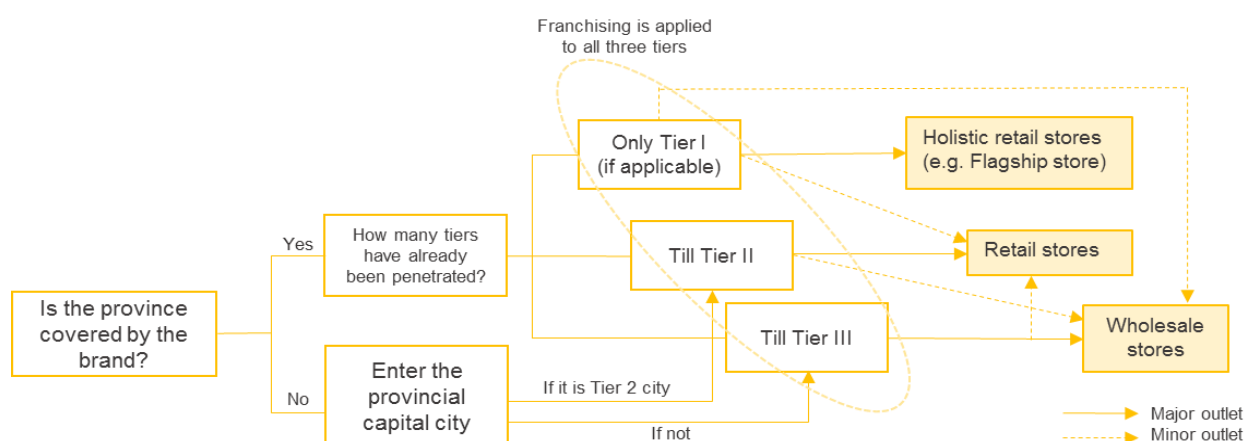 Franchising is applied
to all three tiers
Only Tier I
(if applicable)
Holistic retail stores
(e.g. Flagship store)
Yes
How many tiers
have already
been penetrated?
Till Tier II
Retail stores
Is the province
covered by the
brand?
Till Tier III
Wholesale
stores
No
Enter the
provincial
capital city
If it is Tier 2 city
If not
Major outlet
Minor outlet